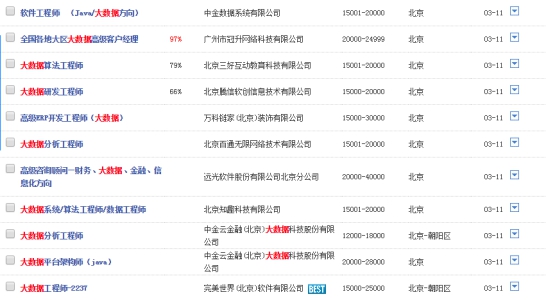 软件工程师 （Java/大数据方向） 中金数据系统有限公司 15001-20000 北京 03-11
全国各地大区大数据高级客户经理 97% 广州市冠升网络科技有限公司 20000-24999 北京 03-11
大数据算法工程师 79% 北京三好互动教育科技有限公司 15001-20000 北京 03-11
大数据研发工程师 66% 北京腾信软创信息技术有限公司 15000-20000 北京 03-11
高级ERP开发工程师（大数据） 万科创家(北京)装饰有限公司 15000-30000 北京 03-11
大数据分析工程师 北京百通无限网络技术有限公司 15001-20000 北京 03-11
高级咨询顾问—财务、大数据、金融、信 远光软件股份有限公司北京分公司 20000-40000 北京 03-11
息化方向
大数据系统/算法工程师/数据工程师 北京知趣科技有限公司 15001-20000 北京 03-11
大数据分析工程师 中金云金融(北京)大数据科技股份有限 12000-18000 北京-朝阳区 03-11
公司
大数据平台架构师（java） 中金云金融(北京)大数据科技股份有限 20000-28000 北京 03-11
公司
大数据工程师-2237 完美世界(北京)软件有限公司 BEST 15000-25000 北京-朝阳区 03-11